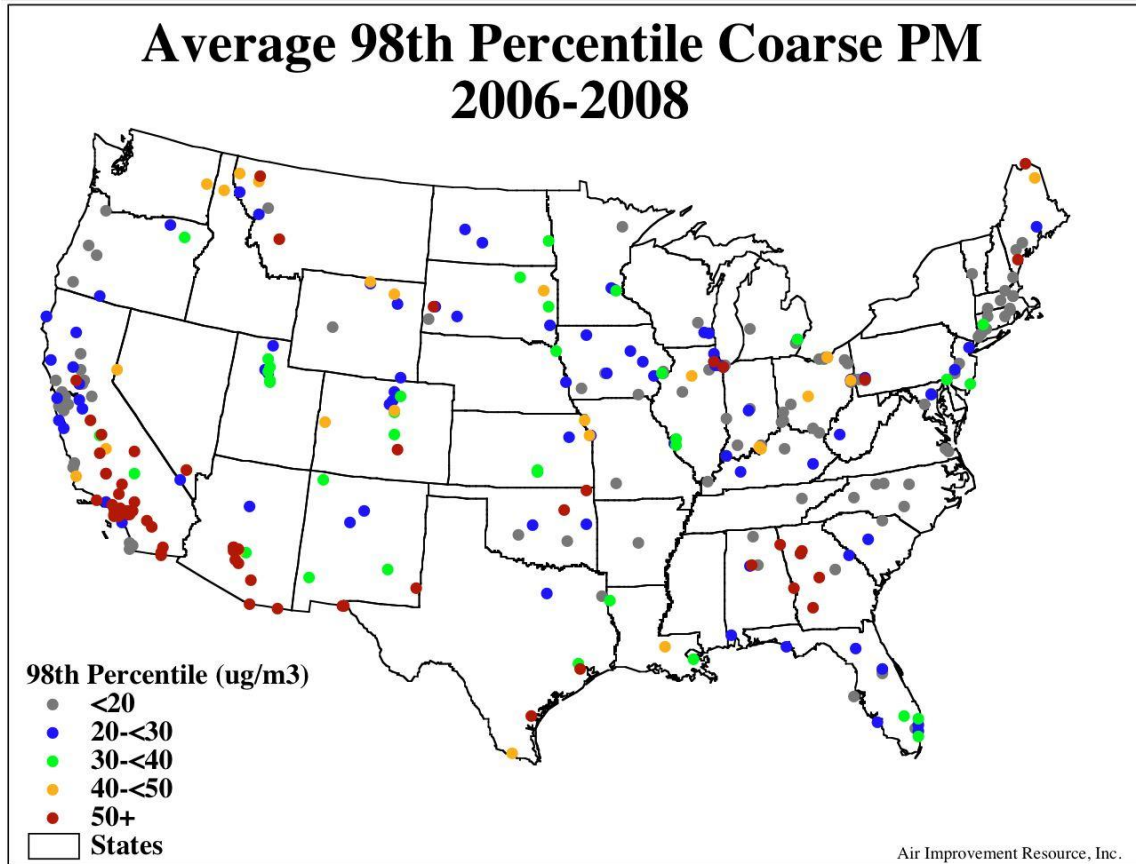 Average 98th Percentile Coarse PM
2006-2008
98th Percentile (ug/m3)
<20
20-<30
30-<40
40-<50
50+
States
Air Improvement Resource, Inc.